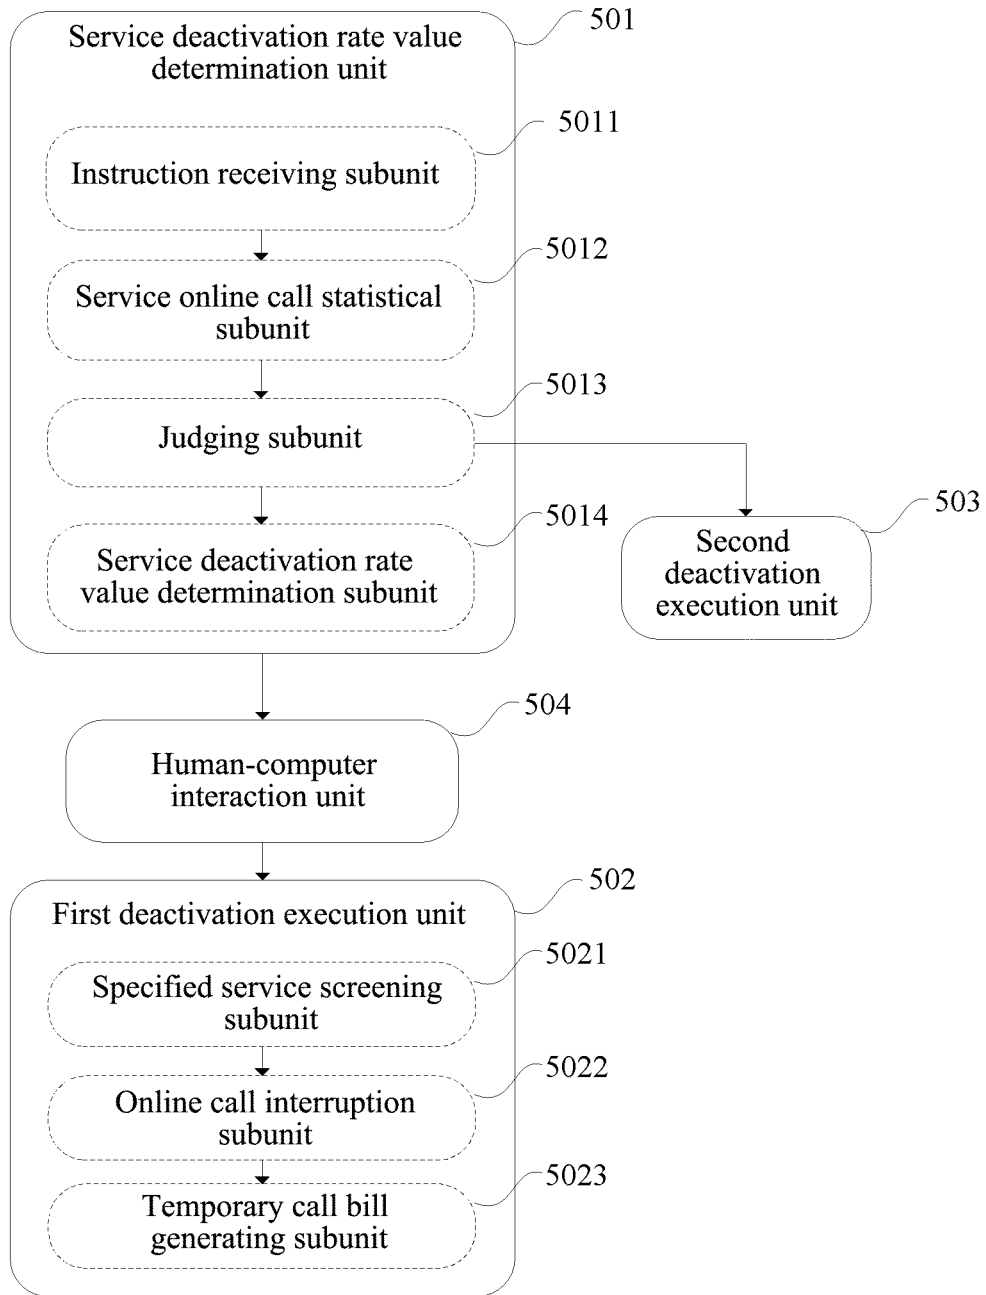 501
Service deactivation rate value
determination unit
5011
Instruction receiving subunit
5012
Service online call statistical
subunit
5013
Judging subunit
5014
Service deactivation rate
value determination subunit
503
Second
deactivation
execution unit
504
Human-computer
interaction unit
502
First deactivation execution unit
5021
Specified service screening
subunit
5022
Online call interruption
subunit
5023
Temporary call bill
generating subunit